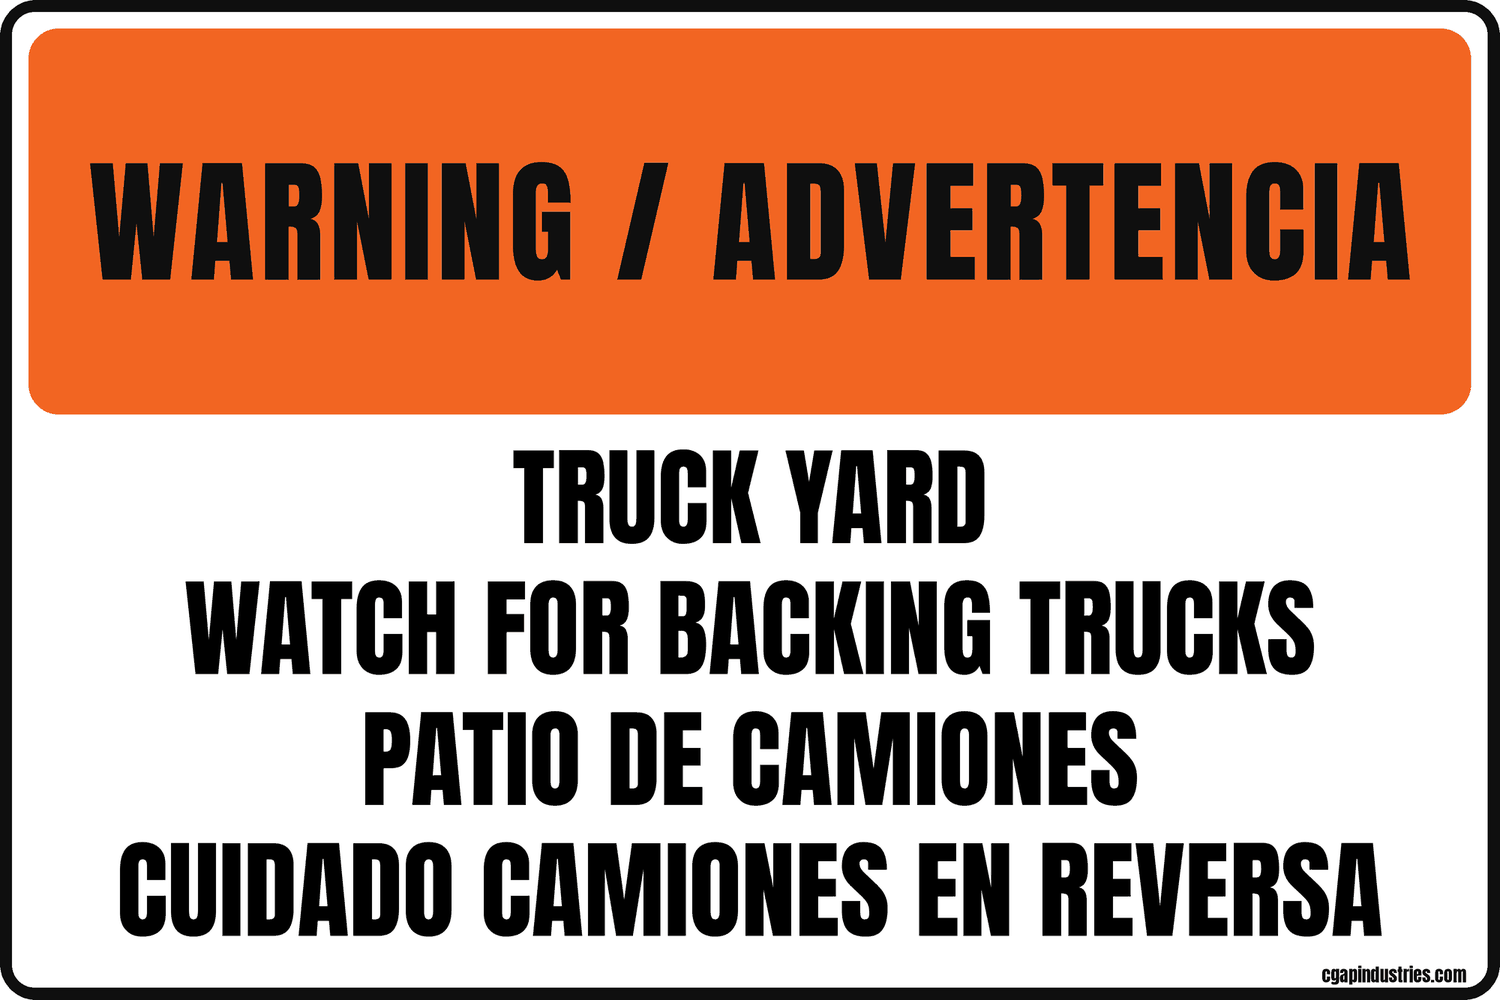 WARNING / ADVERTENCIA
TRUCK YARD
WATCH FOR BACKING TRUCKS
PATIO DE CAMIONES
CUIDADO CAMIONES EN REVERSA
cgapindustries.com